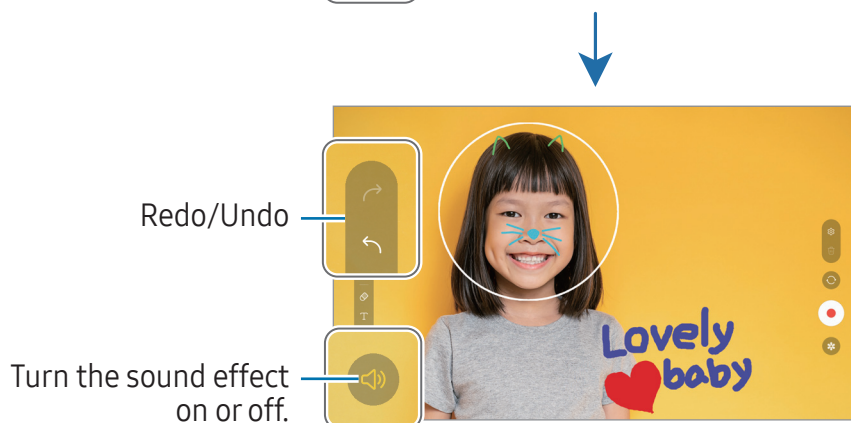 Redo/Undo
T
Lovely
baby
Turn the sound effect
on or off.